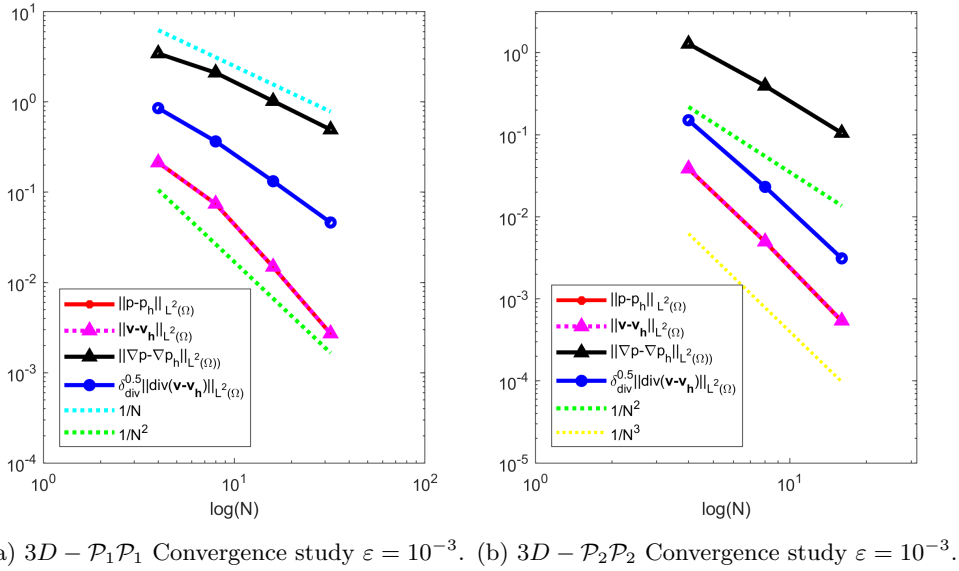 10^1
10^0
10^-1
10^-2
10^-3
10^-4
||p-p_h||_{L^2(Ω)}
||v-v_h||_{L^2(Ω)}
||∇p-∇p_h||_{L^2(Ω))}
δ^{0.5}_{div}||div(v-v_h)||_{L^2(Ω)}
1/N
1/N^2
10^0
10^1
10^2
log(N)
10^0
10^-1
10^-2
10^-3
10^-4
10^-5
||p-p_h||_{L^2(Ω)}
||v-v_h||_{L^2(Ω)}
||∇p-∇p_h||_{L^2(Ω))}
δ^{0.5}_{div}||div(v-v_h)||_{L^2(Ω)}
1/N^2
1/N^3
10^0
10^1
log(N)
) 3D − P_1P_1 Convergence study ε = 10^{−3}.
(b) 3D − P_2P_2 Convergence study ε = 10^{−3}.